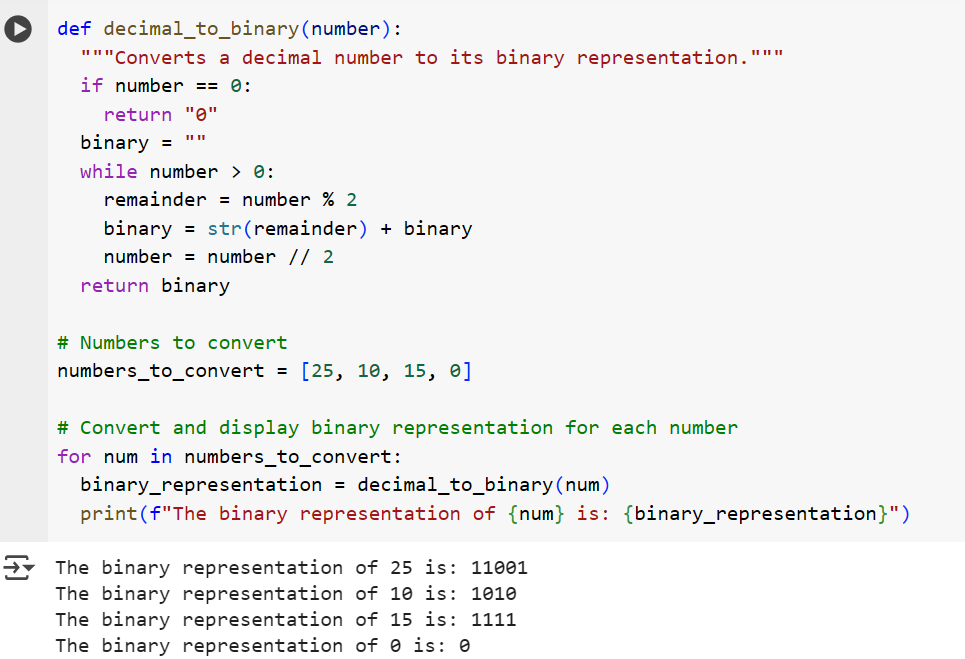 def decimal_to_binary(number):
  """Converts a decimal number to its binary representation."""
  if number == 0:
    return "0"
  binary = ""
  while number > 0:
    remainder = number % 2
    binary = str(remainder) + binary
    number = number // 2
  return binary

# Numbers to convert
numbers_to_convert = [25, 10, 15, 0]

# Convert and display binary representation for each number
for num in numbers_to_convert:
  binary_representation = decimal_to_binary(num)
  print(f"The binary representation of {num} is: {binary_representation}")

The binary representation of 25 is: 11001
The binary representation of 10 is: 1010
The binary representation of 15 is: 1111
The binary representation of 0 is: 0